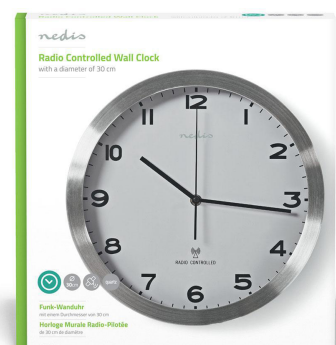 nedis
Radio Controlled Wall Clock
with a diameter of 30 cm
12
11
1
nedis
10
2
9
3
RADIO CONTROLLER
8
4
7
5
6
30cm
Funk-Wanduhr
mit einem Durchmesser von 30 cm
Horloge Murale Radio-Pilotée
de 30 cm de diamètre